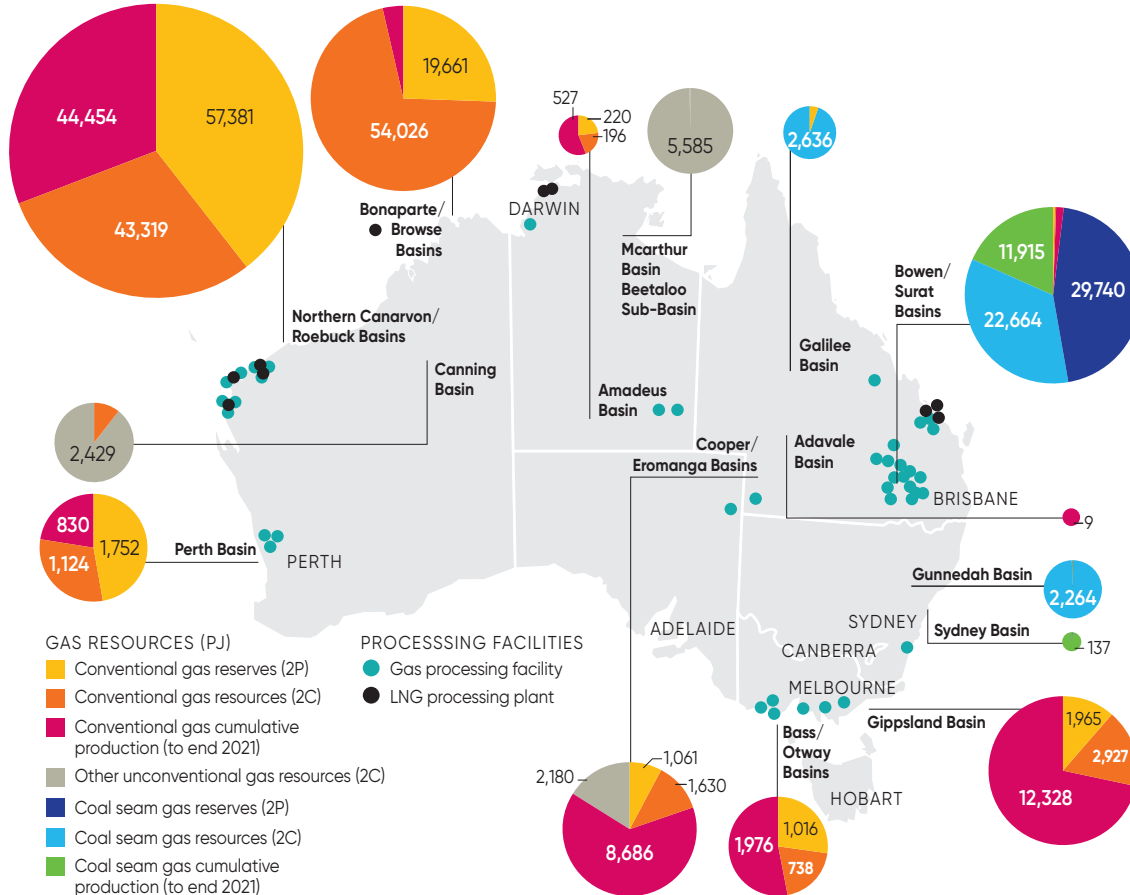 44,454
57,381
43,319
19,661
54,026
527
220
196
5,585
2,636
Bonaparte/
Browse
Basins
DARWIN
Mcarthur
Basin
Beetaloo
Sub-Basin
Bowen/
Surat
Basins
11,915
29,740
22,664
Northern Canarvon/
Roebuck Basins
Canning
Basin
Galilee
Basin
Amadeus
Basin
2,429
Cooper/
Eromanga Basins
Adavale
Basin
BRISBANE
9
830
1,752
1,124
Perth Basin
PERTH
Gunnedah Basin
2,264
ADELAIDE
SYDNEY
Sydney Basin
137
CANBERRA
MELBOURNE
Gippsland Basin
1,965
2,927
12,328
Bass/
Otway
Basins
HOBART
2,180
1,061
1,630
8,686
1,976
1,016
738
GAS RESOURCES (PJ)
Conventional gas reserves (2P)
Conventional gas resources (2C)
Conventional gas cumulative
production (to end 2021)
Other unconventional gas resources (2C)
Coal seam gas reserves (2P)
Coal seam gas resources (2C)
Coal seam gas cumulative
production (to end 2021)
PROCESSSING FACILITIES
Gas processing facility
LNG processing plant